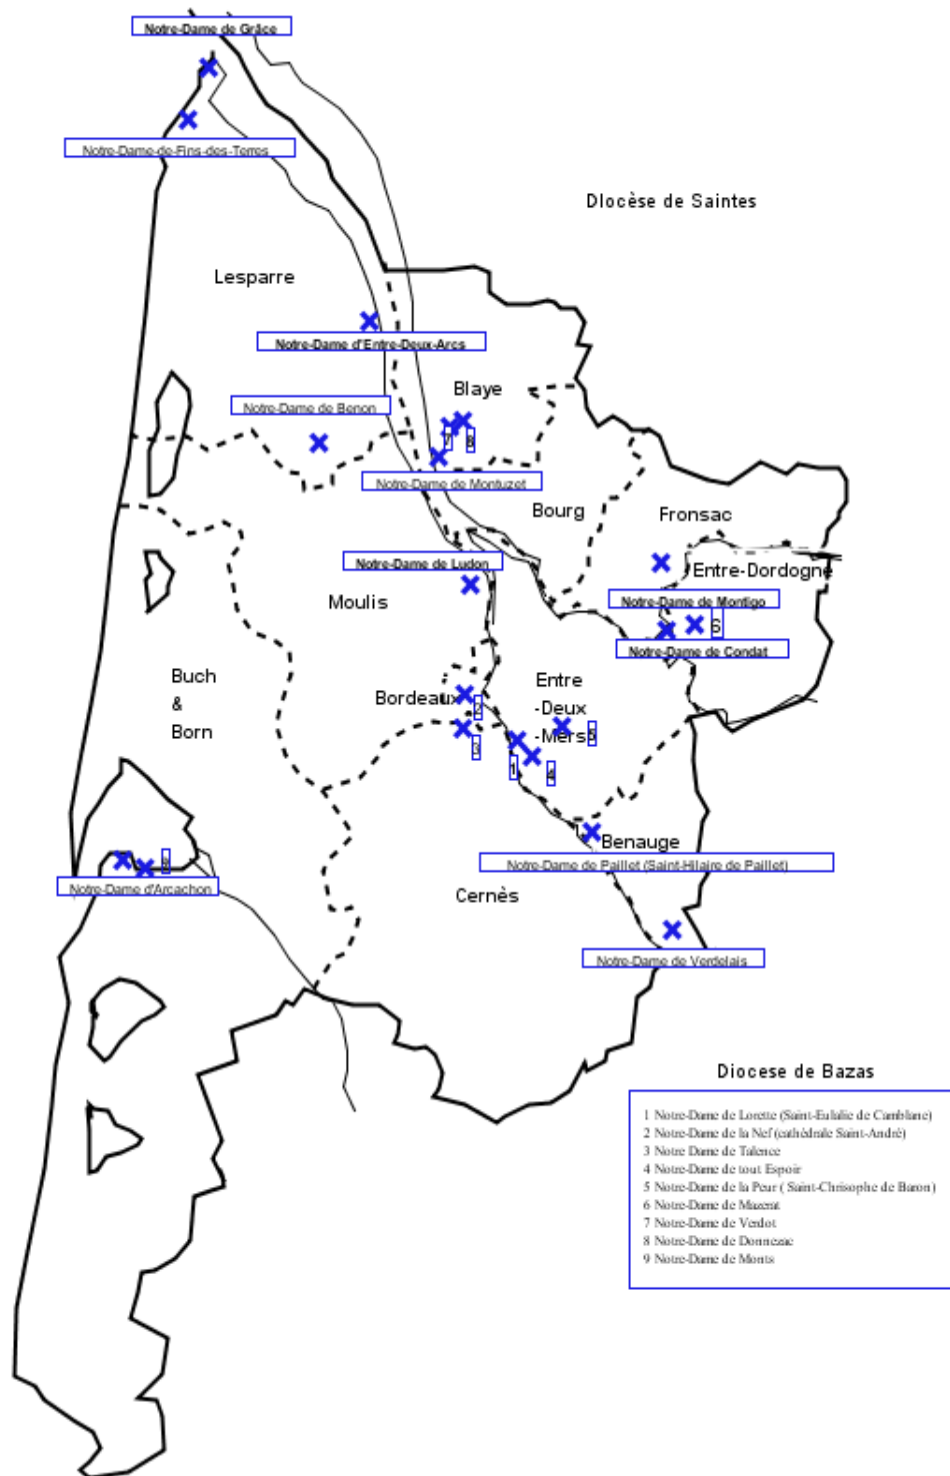 Notre-Dame de Grâce
Notre-Dame-de-Fins-des-Terres
DIocèse de Saintes
Lesparre
Notre-Dame d'Entre-Deux-Arcs
Blaye
Notre-Dame de Benon
7
8
Notre-Dame de Montuzet
Bourg
Fronsac
Notre-Dame de Ludon
Entre-Dordogne
Moulis
Notre-Dame de Montigo
6
Notre-Dame de Condat
Buch
&
Born
Bordeaux
Entre
-Deux
-Mers
2
5
3
1
4
Benauge
Notre-Dame de Paillet (Saint-Hilaire de Paillet)
Notre-Dame d'Arcachon
Cernès
Notre-Dame de Verdelais
Diocese de Bazas
1 Notre-Dame de Lorette (Saint-Eulalie de Camblanc)
2 Notre-Dame de la Nef (cathédrale Saint-André)
3 Notre Dame de Talence
4 Notre-Dame de tout Espoir
5 Notre-Dame de la Peur ( Saint-Chrisophe de Baron)
6 Notre-Dame de Mazerat
7 Notre-Dame de Verdot
8 Notre-Dame de Donnezac
9 Notre-Dame de Monts